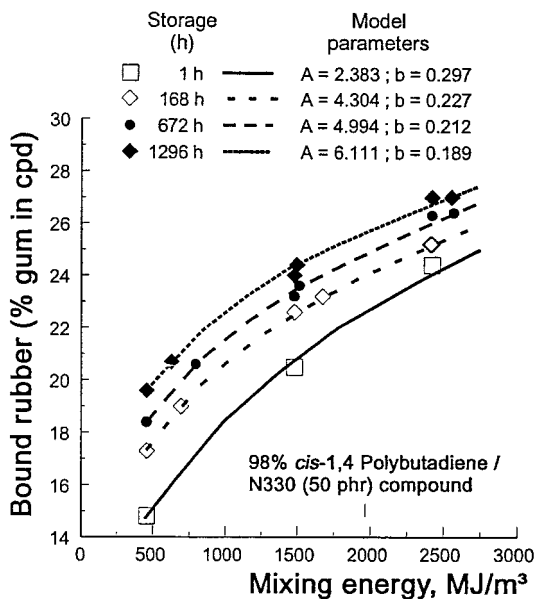 Storage (h)
Model parameters
1 h A = 2.383 ; b = 0.297
168 h A = 4.304 ; b = 0.227
672 h A = 4.994 ; b = 0.212
1296 h A = 6.111 ; b = 0.189
Bound rubber (% gum in cpd)
30
28
26
24
22
20
18
16
14
98% cis-1,4 Polybutadiene /
N330 (50 phr) compound
0 500 1000 1500 2000 2500 3000
Mixing energy, MJ/m³